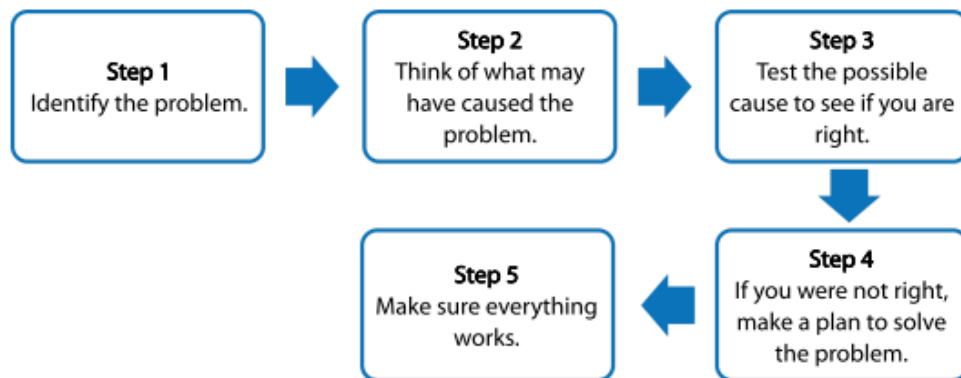 Step 1
Identify the problem.
Step 2
Think of what may
have caused the
problem.
Step 3
Test the possible
cause to see if you are
right.
Step 4
If you were not right,
make a plan to solve
the problem.
Step 5
Make sure everything
works.